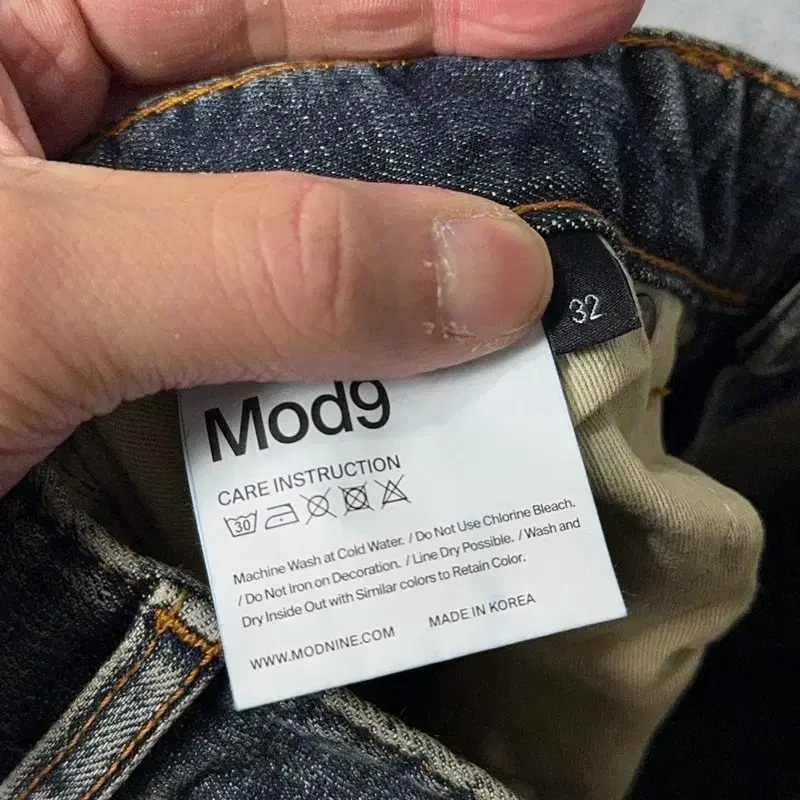 32
Mod9
CARE INSTRUCTION
30
Machine Wash at Cold Water. / Do Not Use Chlorine Bleach.
/ Do Not Iron on Decoration. / Line Dry Possible. / Wash and
Dry Inside Out with Similar colors to Retain Color.
WWW.MODNINE.COM MADE IN KOREA